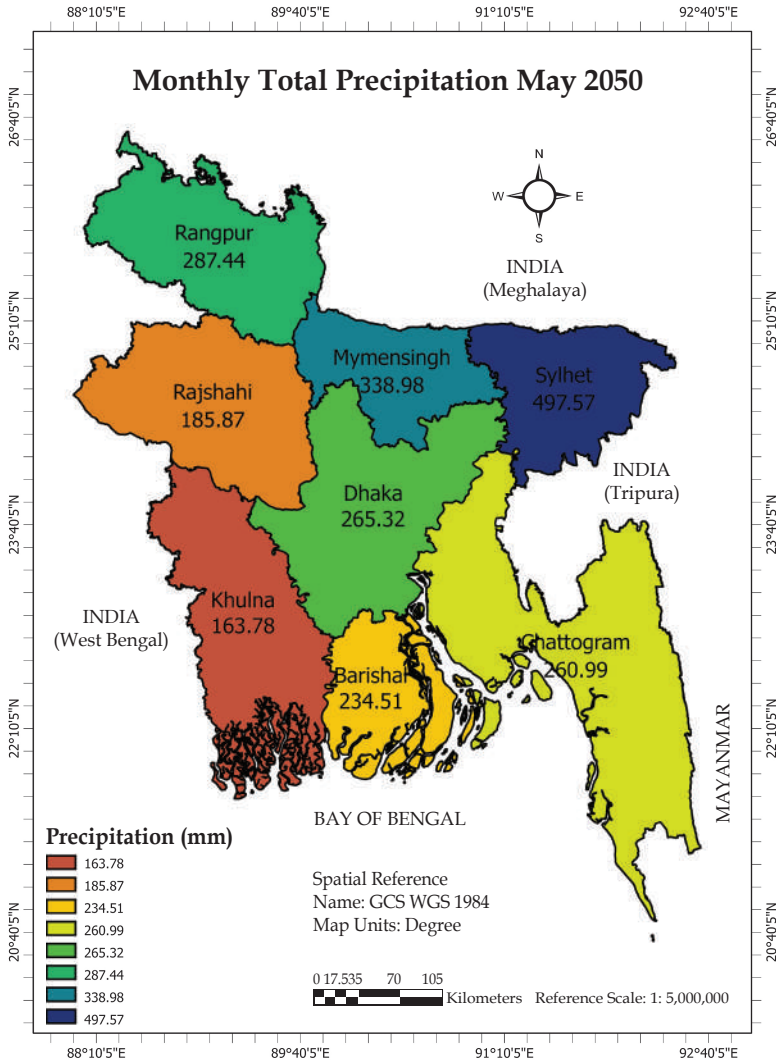 88°10'5"E 89°40'5"E 91°10'5"E 92°40'5"E
Monthly Total Precipitation May 2050
26°40'5"N 26°40'5"N
N
W E
S
Rangpur
287.44
INDIA
(Meghalaya)
25°10'5"N 25°10'5"N
Mymensingh
338.98
Sylhet
497.57
Rajshahi
185.87
INDIA
(Tripura)
Dhaka
265.32
23°40'5"N 23°40'5"N
Khulna
163.78
INDIA
(West Bengal)
Chattogram
260.99
Barishal
234.51
22°10'5"N 22°10'5"N
MAYANMAR
BAY OF BENGAL
Precipitation (mm)
163.78
185.87
234.51
260.99
265.32
287.44
338.98
497.57
Spatial Reference
Name: GCS WGS 1984
Map Units: Degree
20°40'5"N 20°40'5"N
0 17.535 70 105
Kilometers Reference Scale: 1: 5,000,000
88°10'5"E 89°40'5"E 91°10'5"E 92°40'5"E